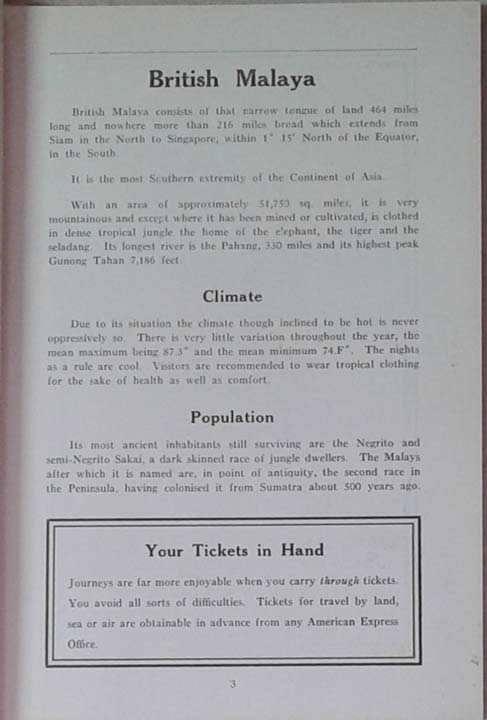 British Malaya
British Malaya consists of that narrow tongue of land 464 miles
long and nowhere more than 216 miles broad which extends from
Siam in the North to Singapore, within 1° 15′ North of the Equator,
in the South.
It is the most Southern extremity of the Continent of Asia.
With an area of approximately 51,750 sq. miles, it is very
mountainous and except where it has been mined or cultivated, is clothed
in dense tropical jungle the home of the elephant, the tiger and the
seladang. Its longest river is the Pahang, 330 miles and its highest peak
Gunong Tahan 7,186 feet.
Climate
Due to its situation the climate though inclined to be hot is never
oppressively so. There is very little variation throughout the year, the
mean maximum being 87.3° and the mean minimum 74.F°. The nights
as a rule are cool. Visitors are recommended to wear tropical clothing
for the sake of health as well as comfort.
Population
Its most ancient inhabitants still surviving are the Negrito and
semi-Negrito Sakai, a dark skinned race of jungle dwellers. The Malays
after which it is named are, in point of antiquity, the second race in
the Peninsula, having colonised it from Sumatra about 500 years ago.
Your Tickets in Hand
Journeys are far more enjoyable when you carry through tickets.
You avoid all sorts of difficulties. Tickets for travel by land,
sea or air are obtainable in advance from any American Express
Office.
3